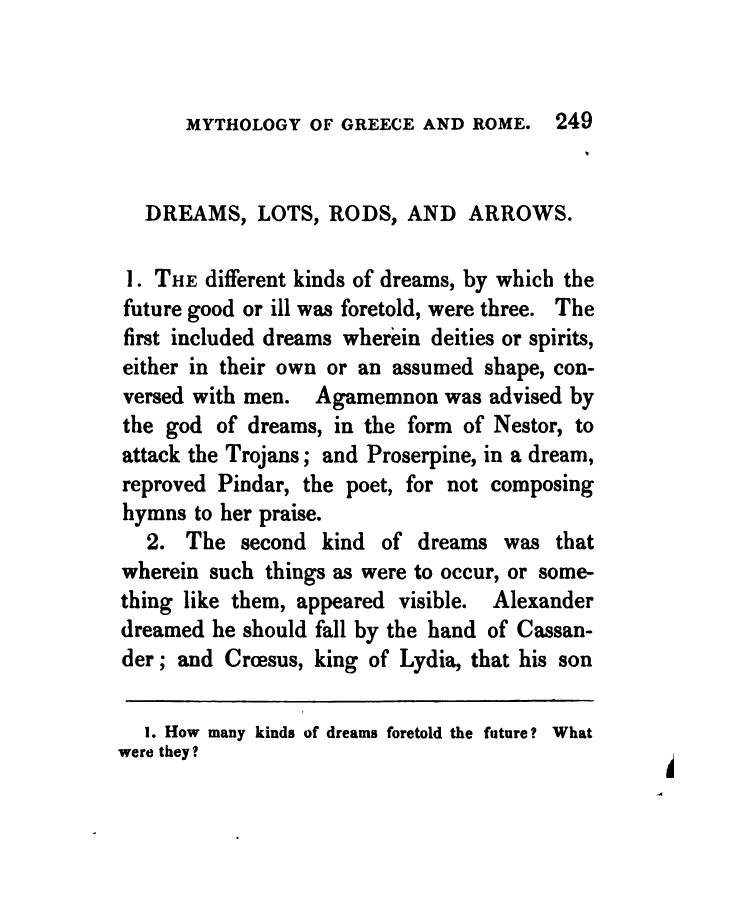 MYTHOLOGY OF GREECE AND ROME. 249
DREAMS, LOTS, RODS, AND ARROWS.
1. THE different kinds of dreams, by which the
future good or ill was foretold, were three. The
first included dreams wherein deities or spirits,
either in their own or an assumed shape, con-
versed with men. Agamemnon was advised by
the god of dreams, in the form of Nestor, to
attack the Trojans; and Proserpine, in a dream,
reproved Pindar, the poet, for not composing
hymns to her praise.
2. The second kind of dreams was that
wherein such things as were to occur, or some-
thing like them, appeared visible. Alexander
dreamed he should fall by the hand of Cassan-
der; and Crœsus, king of Lydia, that his son
1. How many kinds of dreams foretold the future? What
were they?